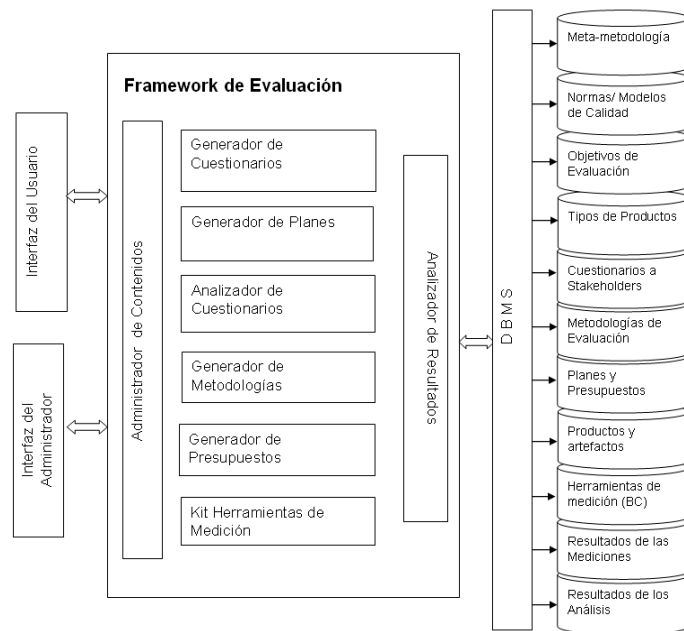 Framework de Evaluación
Interfaz del Usuario
Interfaz del
Administrador
Administrador de Contenidos
Generador de
Cuestionarios
Generador de Planes
Analizador de
Cuestionarios
Generador de
Metodologías
Generador de
Presupuestos
Kit Herramientas de
Medición
Analizador de Resultados
DBMS
Meta-metodología
Normas/ Modelos
de Calidad
Objetivos de
Evaluación
Tipos de Productos
Cuestionarios a
Stakeholders
Metodologías de
Evaluación
Planes y
Presupuestos
Productos y
artefactos
Herramientas de
medición (BC)
Resultados de las
Mediciones
Resultados de los
Análisis